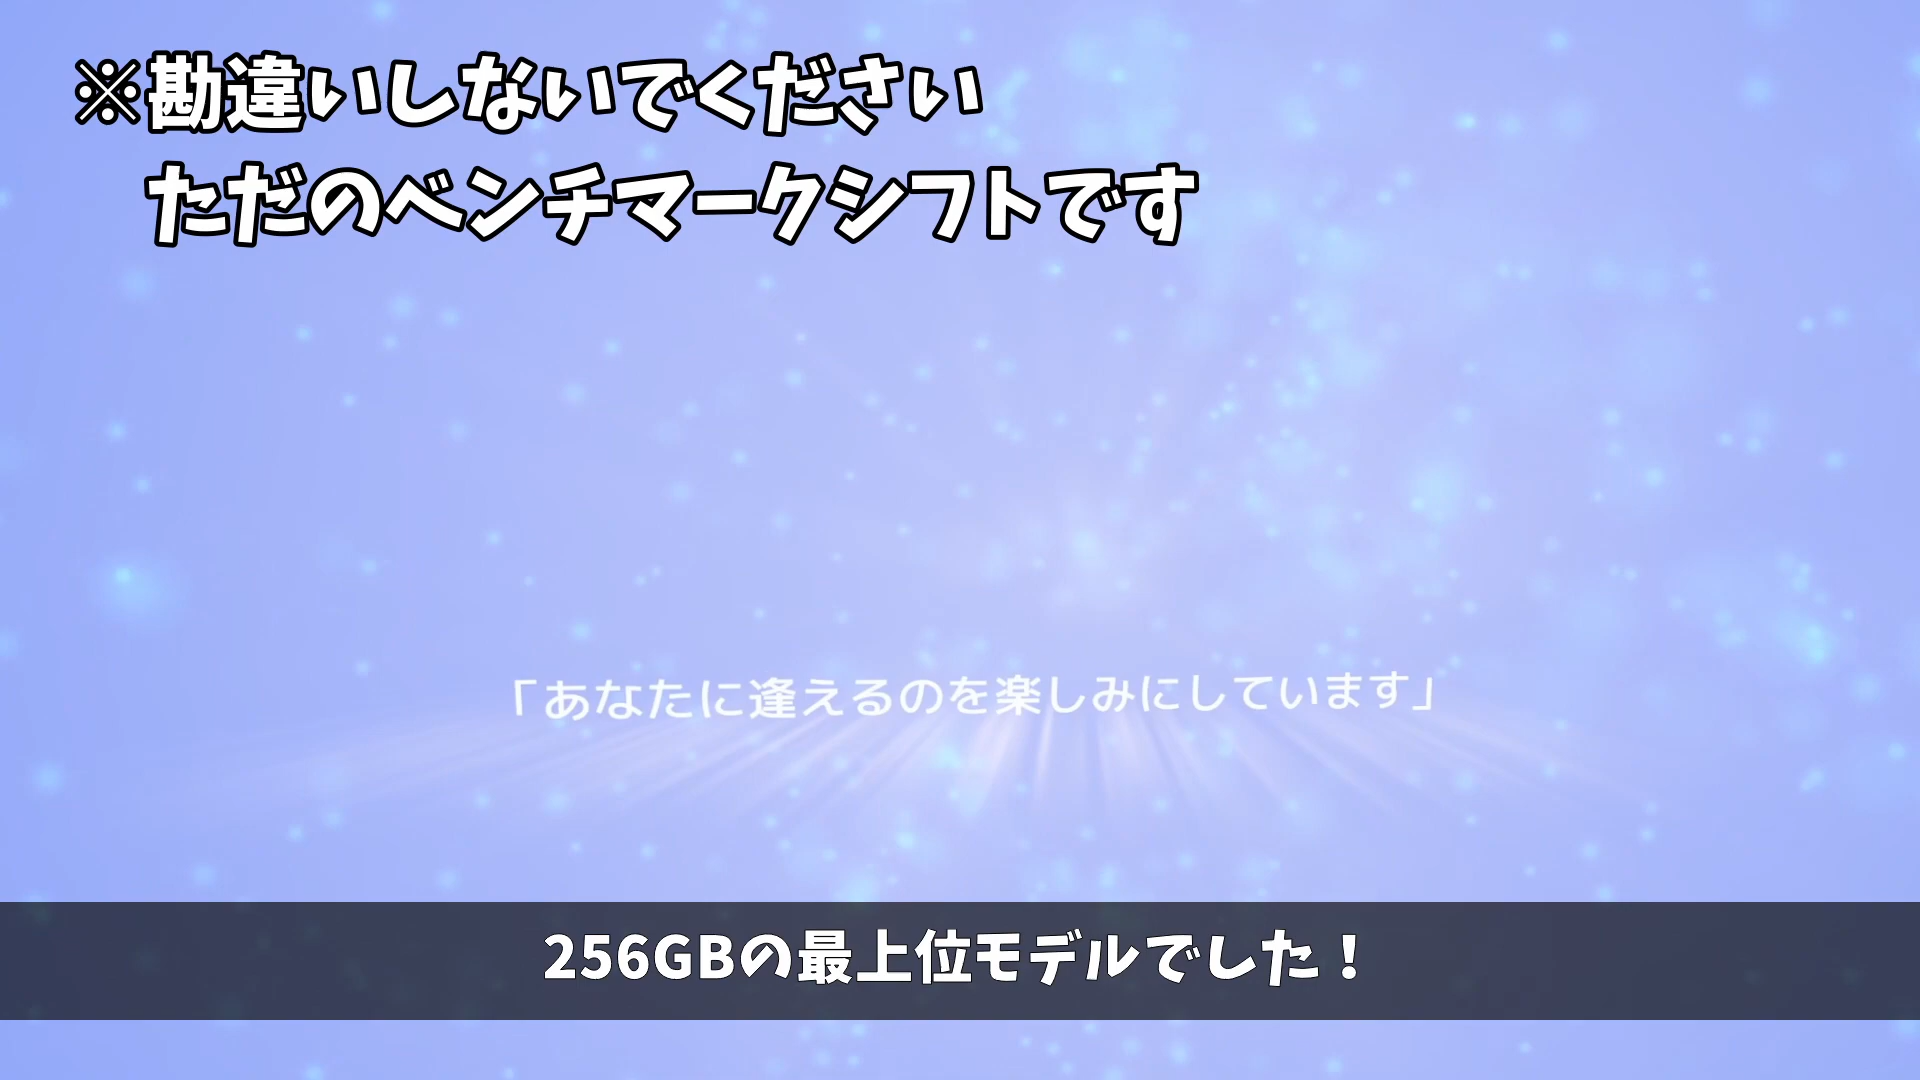 ※勘違いしないでください
ただのベンチマークシフトです
「あなたに逢えるのを楽しみにしています」
256GBの最上位モデルでした！